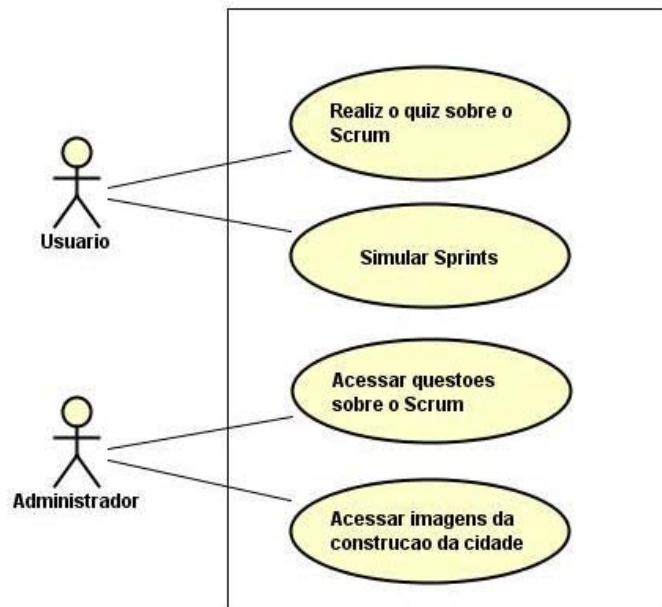 Realiz o quiz sobre o
Scrum
Usuario
Simular Sprints
Acessar questoes
sobre o Scrum
Administrador
Acessar imagens da
construcao da cidade